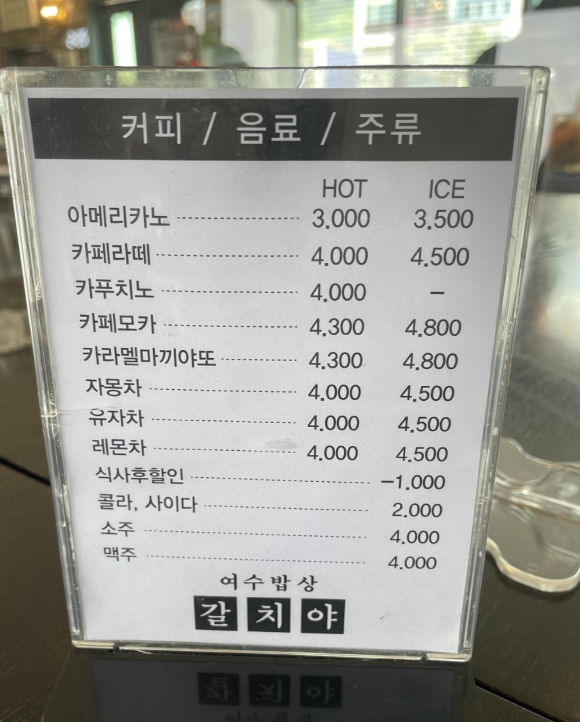 커피 / 음료 / 주류
HOT ICE
아메리카노 3.000 3.500
카페라떼 4.000 4.500
카푸치노 4.000 –
카페모카 4.300 4.800
카라멜마끼야또 4.300 4.800
자몽차 4.000 4.500
유자차 4.000 4.500
레몬차 4.000 4.500
식사후할인 –1.000
콜라, 사이다 2.000
소주 4.000
맥주 4.000
여수밥상
갈치야